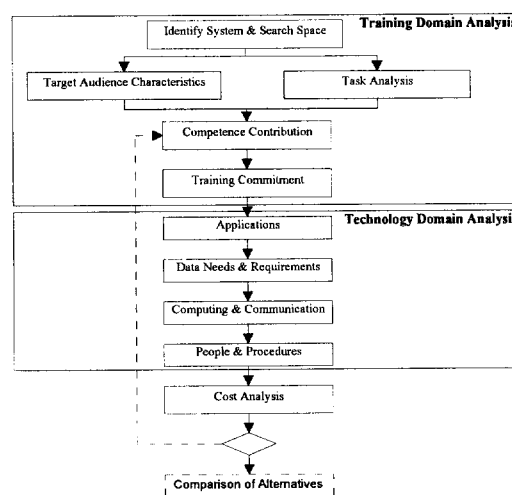 Training Domain Analysis
Identify System & Search Space
Target Audience Characteristics
Task Analysis
Competence Contribution
Training Commitment
Technology Domain Analysis
Applications
Data Needs & Requirements
Computing & Communication
People & Procedures
Cost Analysis
Comparison of Alternatives